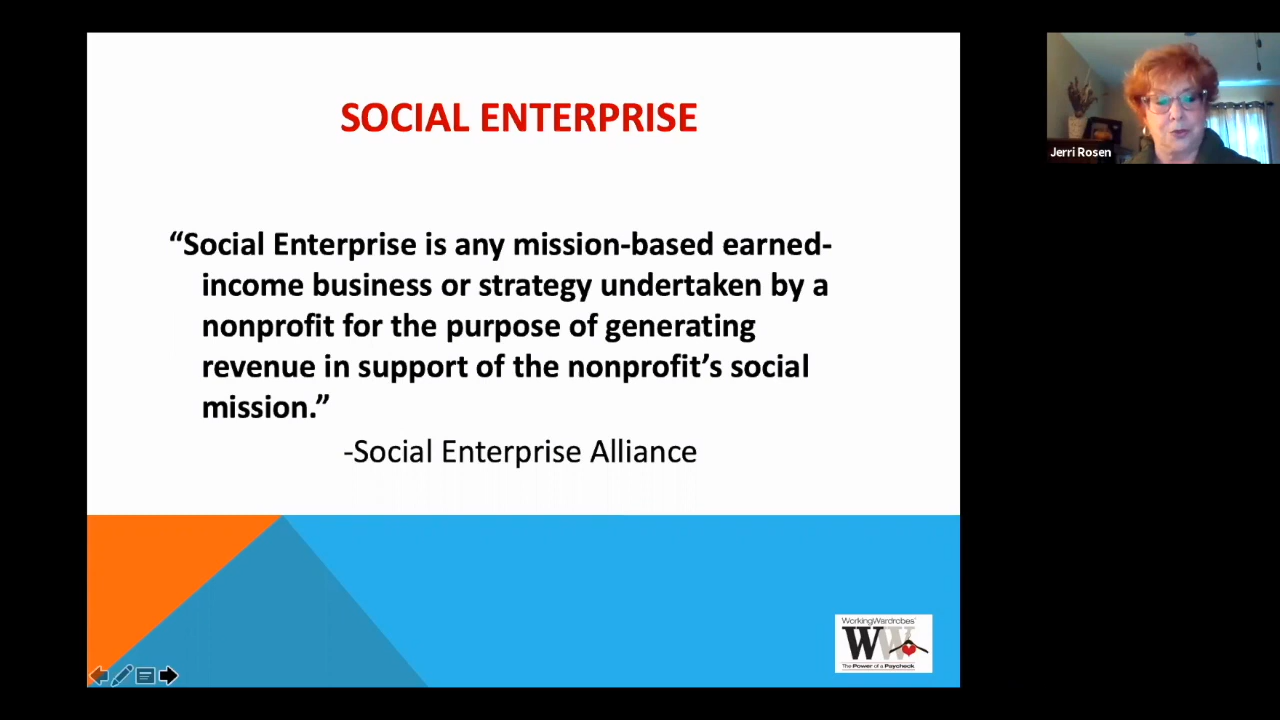 SOCIAL ENTERPRISE
“Social Enterprise is any mission-based earned-
income business or strategy undertaken by a
nonprofit for the purpose of generating
revenue in support of the nonprofit’s social
mission.”
-Social Enterprise Alliance
Jerri Rosen
WorkingWardrobes
WW
The Power of a Paycheck